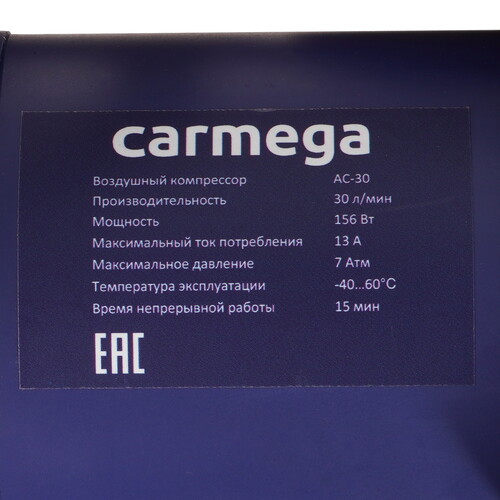 carmega
Воздушный компрессор AC-30
Производительность 30 л/мин
Мощность 156 Вт
Максимальный ток потребления 13 А
Максимальное давление 7 Атм
Температура эксплуатации -40...60°C
Время непрерывной работы 15 мин
EAC